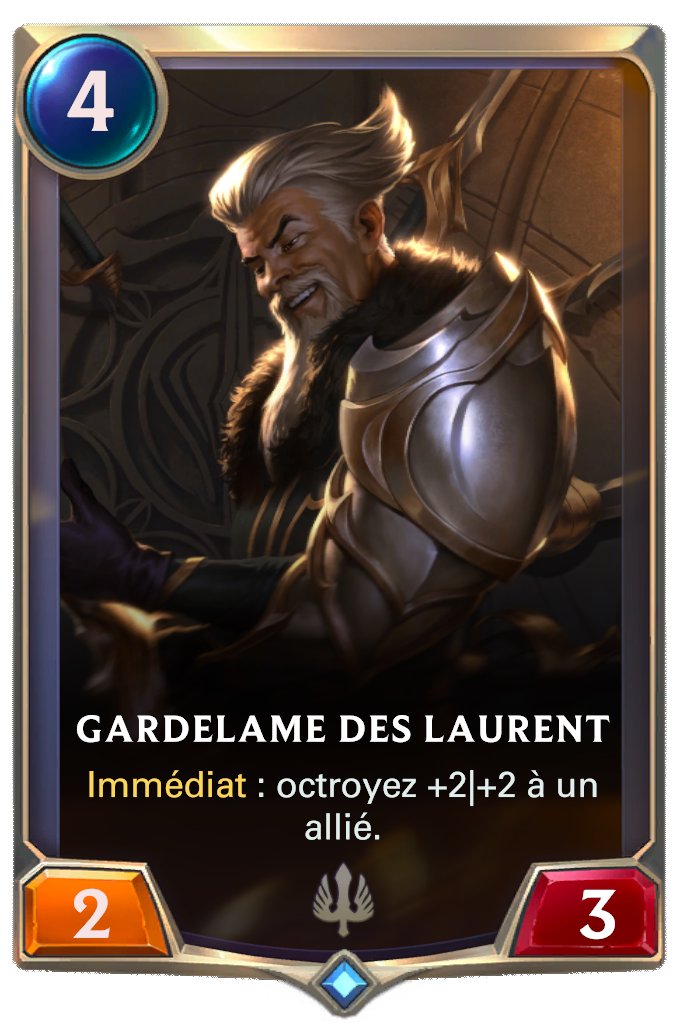 4
GARDELAME DES LAURENT
Immédiat : octroyez +2|+2 à un
allié.
2
3